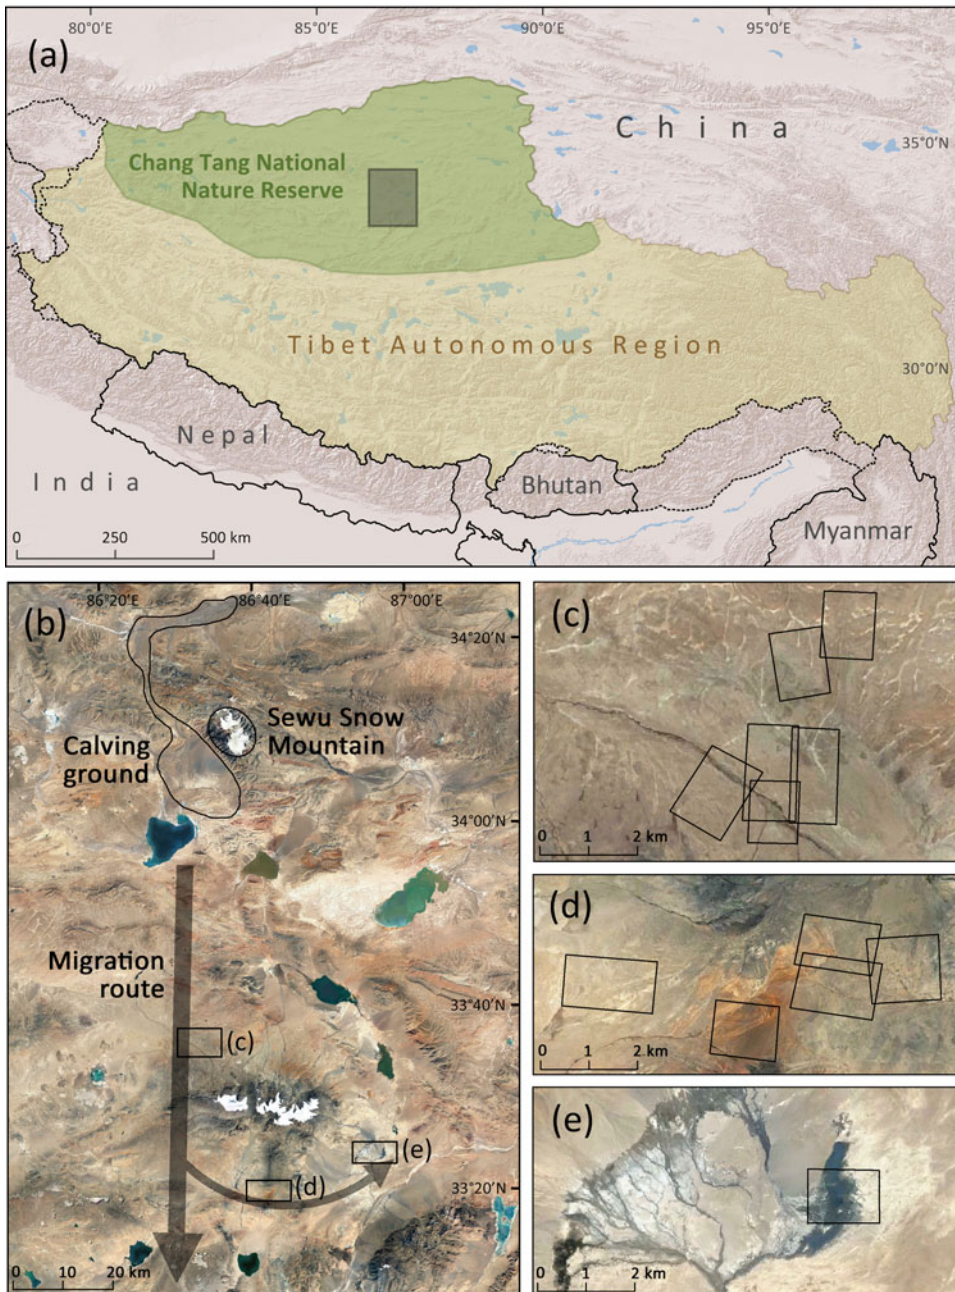 80°0'E
85°0'E
90°0'E
95°0'E
(a)
C h i n a
35°0'N
Chang Tang National
Nature Reserve
Tibet Autonomous Region
30°0'N
Nepal
India
Bhutan
Myanmar
0
250
500 km
86°20'E
86°40'E
87°00'E
(b)
34°20'N
Sewu Snow
Mountain
Calving
ground
34°00'N
Migration
route
33°40'N
(c)
(e)
(d)
33°20'N
0
10
20 km
(c)
0
1
2 km
(d)
0
1
2 km
(e)
0
1
2 km